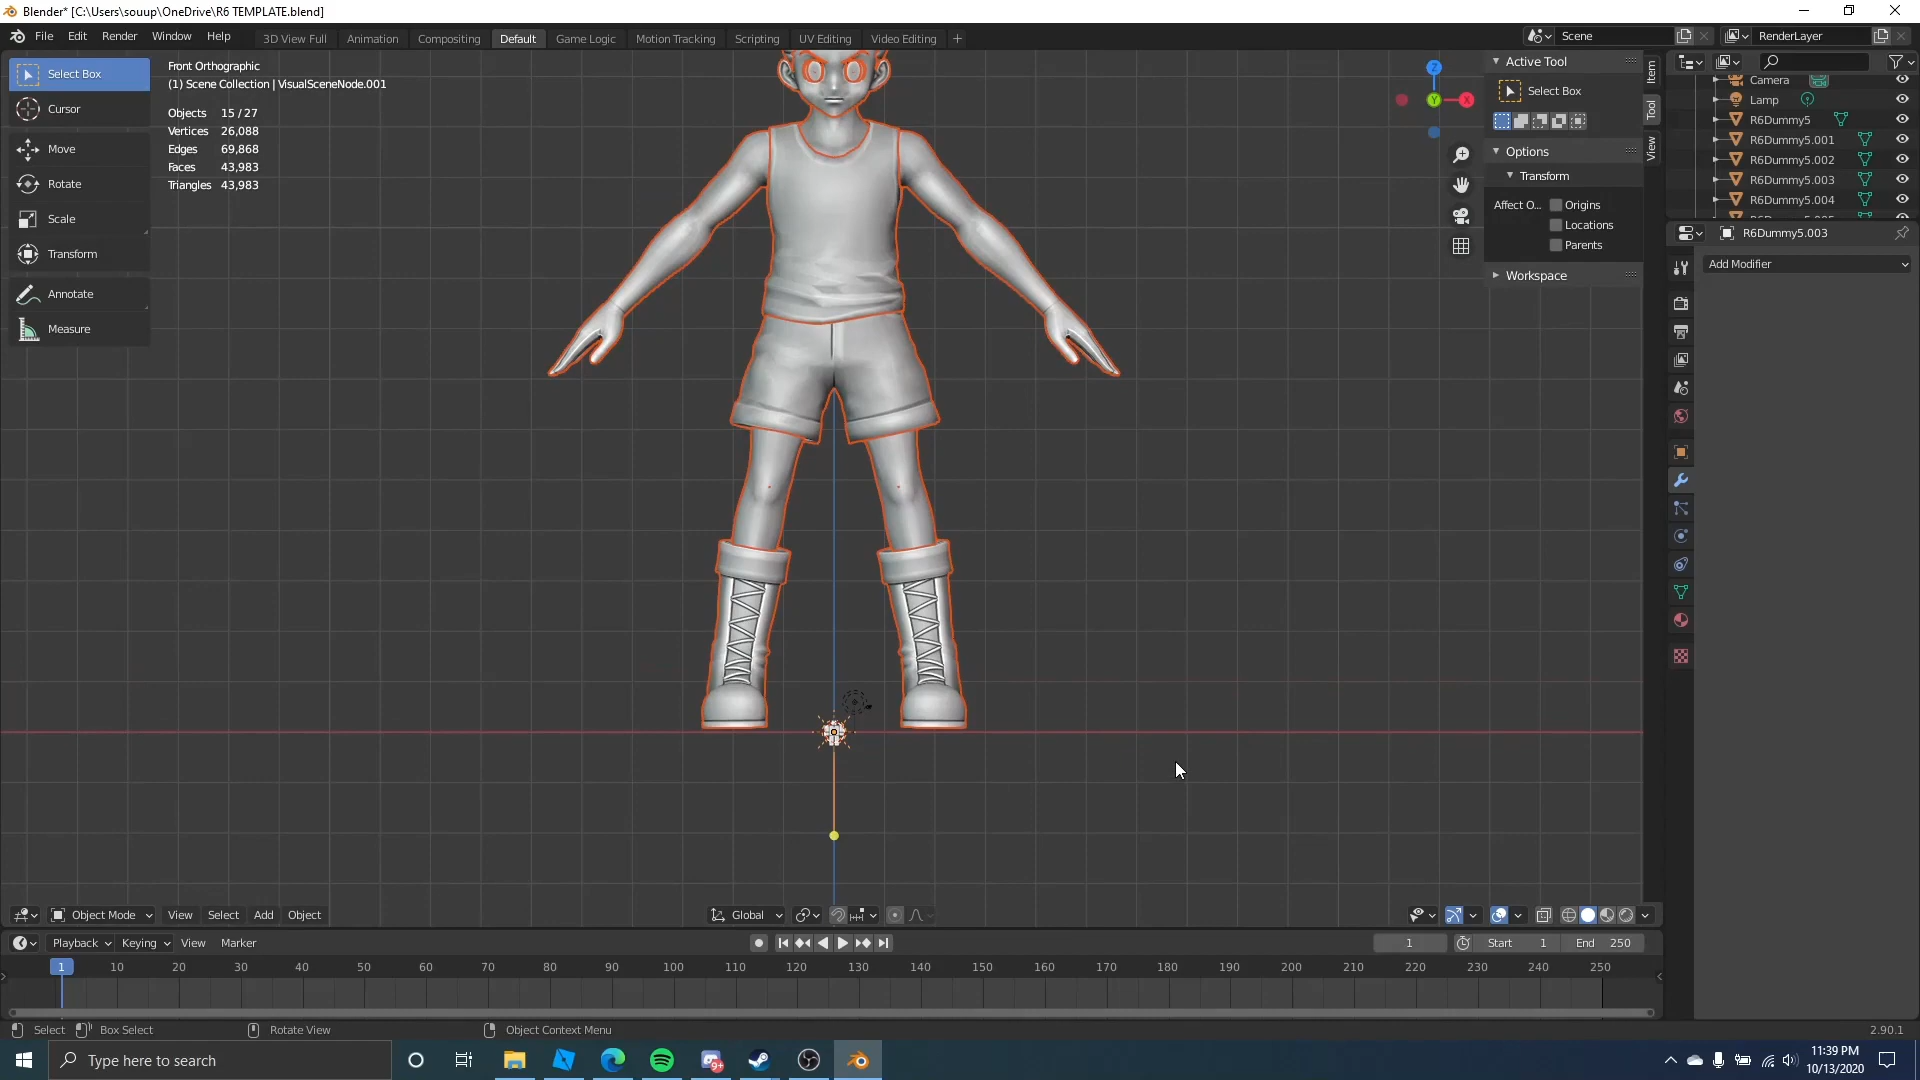 Blender* [C:\Users\souup\OneDrive\R6 TEMPLATE.blend]
File Edit Render Window Help
3D View Full Animation Compositing Default Game Logic Motion Tracking Scripting UV Editing Video Editing +
Scene
RenderLayer
Select Box
Cursor
Move
Rotate
Scale
Transform
Annotate
Measure
Front Orthographic
(1) Scene Collection | VisualSceneNode.001
Objects 15 / 27
Vertices 26,088
Edges 69,868
Faces 43,983
Triangles 43,983
Z
Y
X
Active Tool
Select Box
Options
Transform
Affect O... Origins
Locations
Parents
Workspace
Item
Tool
View
Camera
Lamp
R6Dummy5
R6Dummy5.001
R6Dummy5.002
R6Dummy5.003
R6Dummy5.004
R6Dummy5.003
Add Modifier
Object Mode View Select Add Object
Global
Playback Keying View Marker
1 Start 1 End 250
1 10 20 30 40 50 60 70 80 90 100 110 120 130 140 150 160 170 180 190 200 210 220 230 240 250
Select Box Select Rotate View Object Context Menu
2.90.1
Type here to search
9+
11:39 PM
10/13/2020